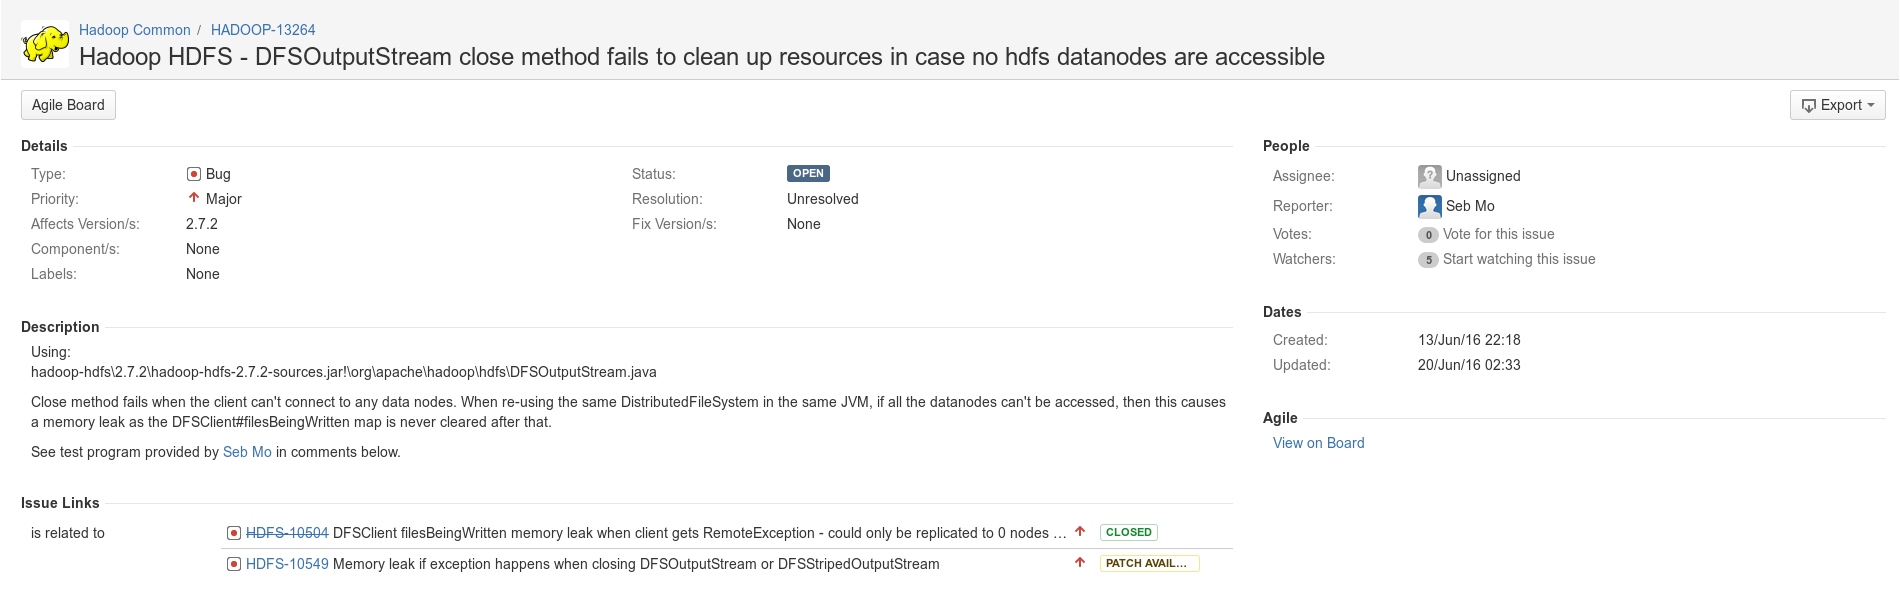 Hadoop Common / HADOOP-13264
Hadoop HDFS - DFSOutputStream close method fails to clean up resources in case no hdfs datanodes are accessible
Agile Board
Export
Details
Type: Bug
Priority: Major
Affects Version/s: 2.7.2
Component/s: None
Labels: None
Status: OPEN
Resolution: Unresolved
Fix Version/s: None
Description
Using:
hadoop-hdfs\2.7.2\hadoop-hdfs-2.7.2-sources.jar!\org\apache\hadoop\hdfs\DFSOutputStream.java
Close method fails when the client can't connect to any data nodes. When re-using the same DistributedFileSystem in the same JVM, if all the datanodes can't be accessed, then this causes
a memory leak as the DFSClient#filesBeingWritten map is never cleared after that.
See test program provided by Seb Mo in comments below.
Issue Links
is related to
HDFS-10504 DFSClient filesBeingWritten memory leak when client gets RemoteException - could only be replicated to 0 nodes ... CLOSED
HDFS-10549 Memory leak if exception happens when closing DFSOutputStream or DFSStripedOutputStream PATCH AVAIL...
People
Assignee: Unassigned
Reporter: Seb Mo
Votes: 0 Vote for this issue
Watchers: 5 Start watching this issue
Dates
Created: 13/Jun/16 22:18
Updated: 20/Jun/16 02:33
Agile
View on Board